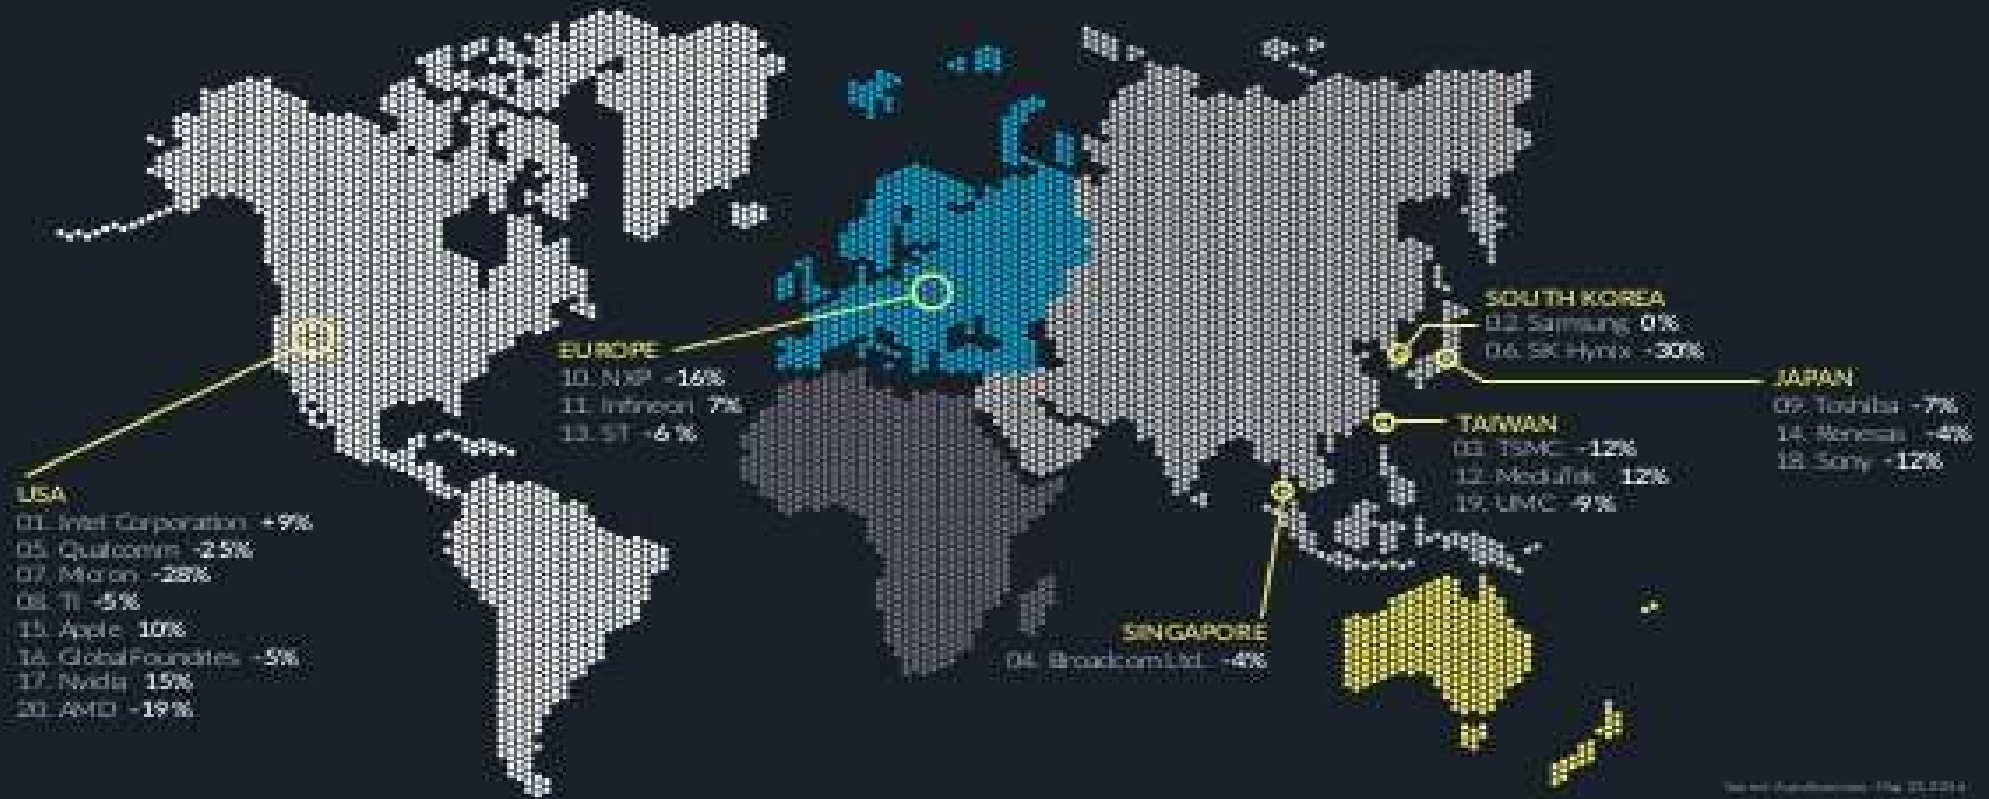 USA
01. Intel Corporation +9%
05. Qualcomm -25%
07. Micron -28%
08. TI -5%
15. Apple 10%
16. GlobalFoundites -5%
17. Nvidia 15%
20. AMD -19%
EUROPE
10. NXP -16%
11. Infineon 7%
13. ST -6%
SINGAPORE
04. Broadcom Ltd. -4%
SOUTH KOREA
02. Samsung 0%
06. SK Hynix -30%
TAIWAN
03. TSMC -12%
12. MediaTek 12%
19. UMC -9%
JAPAN
09. Toshiba -7%
14. Renesas -4%
18. Sony -12%